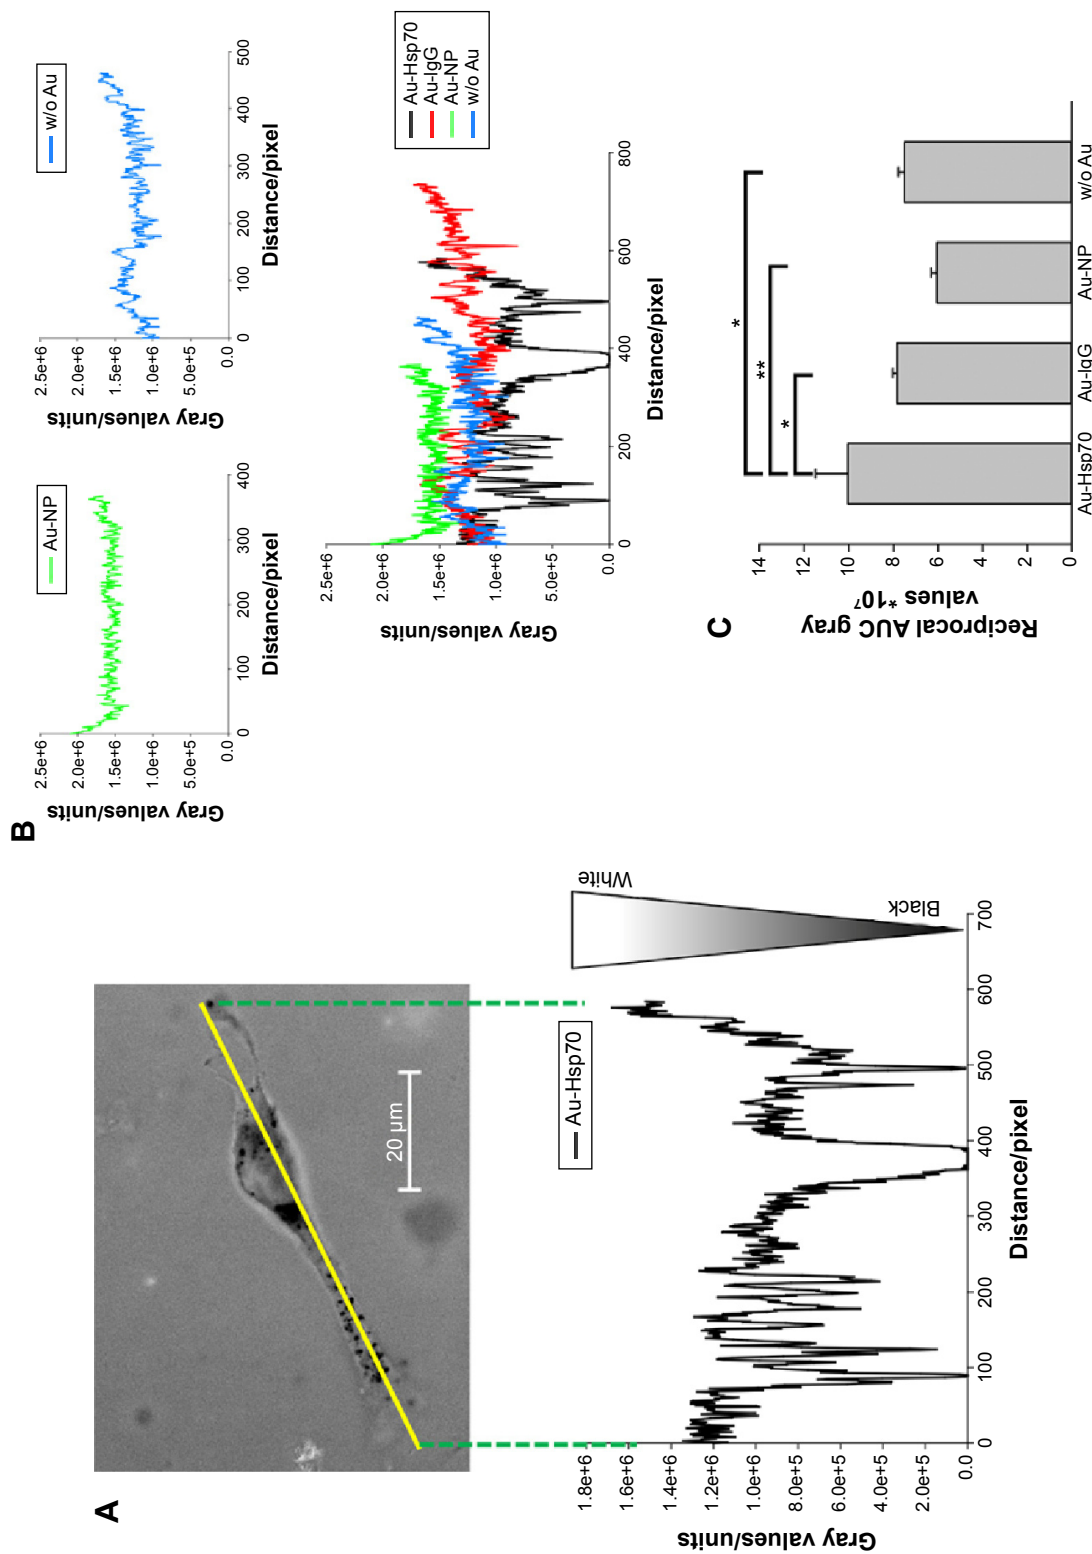 A
20 µm
Au-Hsp70
White
Black
Gray values/units
1.8e+6
1.6e+6
1.4e+6
1.2e+6
1.0e+6
8.0e+5
6.0e+5
4.0e+5
2.0e+5
0.0
0 100 200 300 400 500 600 700
Distance/pixel
B
Au-NP
Gray values/units
2.5e+6
2.0e+6
1.5e+6
1.0e+6
5.0e+5
0.0
0 100 200 300 400
Distance/pixel
w/o Au
Gray values/units
2.5e+6
2.0e+6
1.5e+6
1.0e+6
5.0e+5
0.0
0 100 200 300 400 500
Distance/pixel
Au-Hsp70
Au-IgG
Au-NP
w/o Au
Gray values/units
2.5e+6
2.0e+6
1.5e+6
1.0e+6
5.0e+5
0.0
0 200 400 600 800
Distance/pixel
C
Reciprocal AUC gray
values *10⁷
14
12
10
8
6
4
2
0
*
**
*
Au-Hsp70 Au-IgG Au-NP w/o Au